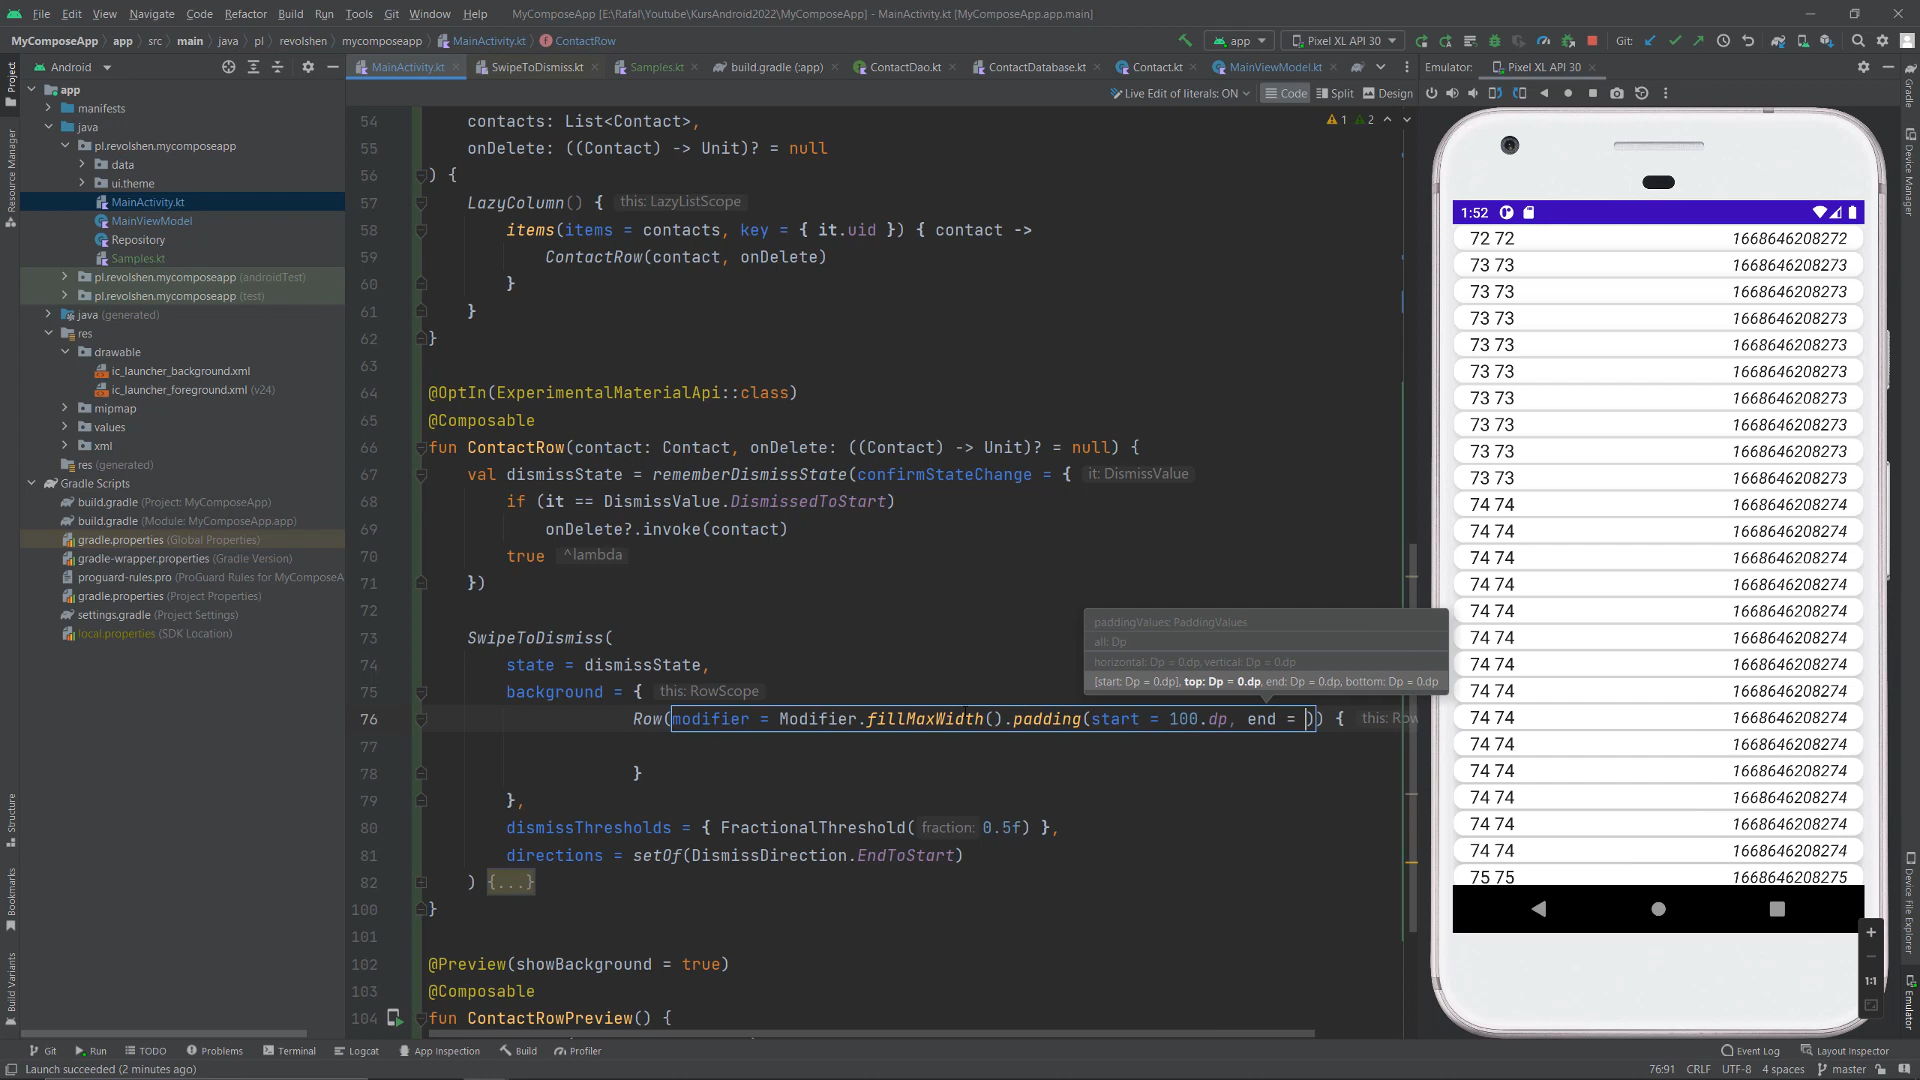 File Edit View Navigate Code Refactor Build Run Tools Git Window Help MyComposeApp [E:\Rafal\Youtube\KursAndroid2022\MyComposeApp] - MainActivity.kt [MyComposeApp.app.main]
MyComposeApp app src main java pl revolshen mycomposeapp MainActivity.kt ContactRow app Pixel XL API 30 Git:
Android MainActivity.kt SwipeToDismiss.kt Samples.kt build.gradle (:app) ContactDao.kt ContactDatabase.kt Contact.kt MainViewModel.kt Emulator: Pixel XL API 30
Live Edit of literals: ON Code Split Design
Project
Resource Manager
Structure
Bookmarks
Build Variants
app
manifests
java
pl.revolshen.mycomposeapp
data
ui.theme
MainActivity.kt
MainViewModel
Repository
Samples.kt
pl.revolshen.mycomposeapp (androidTest)
pl.revolshen.mycomposeapp (test)
java (generated)
res
drawable
ic_launcher_background.xml
ic_launcher_foreground.xml (v24)
mipmap
values
xml
res (generated)
Gradle Scripts
build.gradle (Project: MyComposeApp)
build.gradle (Module: MyComposeApp.app)
gradle.properties (Global Properties)
gradle-wrapper.properties (Gradle Version)
proguard-rules.pro (ProGuard Rules for MyComposeA
gradle.properties (Project Properties)
settings.gradle (Project Settings)
local.properties (SDK Location)
1 2
54 contacts: List<Contact>,
55 onDelete: ((Contact) -> Unit)? = null
56 ) {
57 LazyColumn() { this: LazyListScope
58 items(items = contacts, key = { it.uid }) { contact ->
59 ContactRow(contact, onDelete)
60 }
61 }
62 }
63
64 @OptIn(ExperimentalMaterialApi::class)
65 @Composable
66 fun ContactRow(contact: Contact, onDelete: ((Contact) -> Unit)? = null) {
67 val dismissState = rememberDismissState(confirmStateChange = { it: DismissValue
68 if (it == DismissValue.DismissedToStart)
69 onDelete?.invoke(contact)
70 true ^lambda
71 })
72
73 SwipeToDismiss(
74 state = dismissState,
75 background = { this: RowScope
76 Row(modifier = Modifier.fillMaxWidth().padding(start = 100.dp, end = )) { this: Row
77
78 }
79 },
80 dismissThresholds = { FractionalThreshold( fraction: 0.5f) },
81 directions = setOf(DismissDirection.EndToStart)
82 ) {...}
100 }
101
102 @Preview(showBackground = true)
103 @Composable
104 fun ContactRowPreview() {
paddingValues: PaddingValues
all: Dp
horizontal: Dp = 0.dp, vertical: Dp = 0.dp
[start: Dp = 0.dp], top: Dp = 0.dp, end: Dp = 0.dp, bottom: Dp = 0.dp
1:52
72 72 1668646208272
73 73 1668646208273
73 73 1668646208273
73 73 1668646208273
73 73 1668646208273
73 73 1668646208273
73 73 1668646208273
73 73 1668646208273
73 73 1668646208273
73 73 1668646208273
74 74 1668646208274
74 74 1668646208274
74 74 1668646208274
74 74 1668646208274
74 74 1668646208274
74 74 1668646208274
74 74 1668646208274
74 74 1668646208274
74 74 1668646208274
74 74 1668646208274
74 74 1668646208274
74 74 1668646208274
74 74 1668646208274
74 74 1668646208274
75 75 1668646208275
1:1
Gradle
Device Manager
Device File Explorer
Emulator
Git Run TODO Problems Terminal Logcat App Inspection Build Profiler Event Log Layout Inspector
Launch succeeded (2 minutes ago) 76:91 CRLF UTF-8 4 spaces master